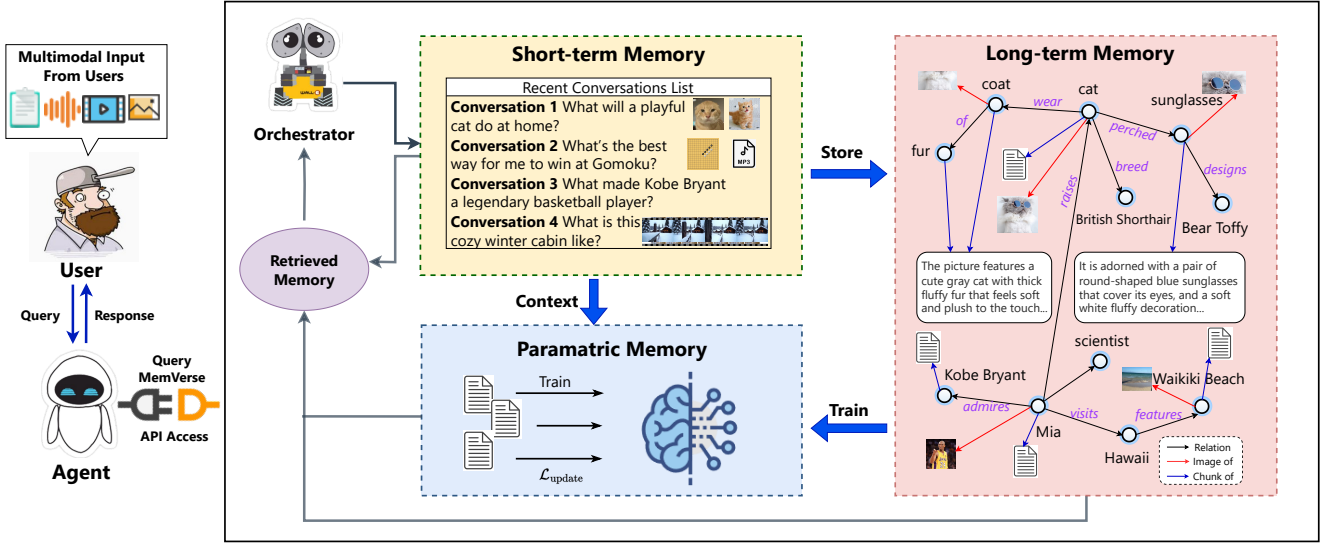 Multimodal Input
From Users
User
Query
Response
Query
MemVerse
API Access
Agent
WALL·E
Orchestrator
Retrieved
Memory
Short-term Memory
Recent Conversations List
Conversation 1 What will a playful
cat do at home?
Conversation 2 What's the best
way for me to win at Gomoku?
MP3
Conversation 3 What made Kobe Bryant
a legendary basketball player?
Conversation 4 What is this
cozy winter cabin like?
Context
Paramatric Memory
Train
ℒupdate
Store
Train
Long-term Memory
coat
cat
sunglasses
wear
perched
of
fur
breed
designs
raises
British Shorthair
Bear Toffy
The picture features a
cute gray cat with thick
fluffy fur that feels soft
and plush to the touch...
It is adorned with a pair of
round-shaped blue sunglasses
that cover its eyes, and a soft
white fluffy decoration...
scientist
Kobe Bryant
Waikiki Beach
admires
visits
features
Mia
Hawaii
Relation
Image of
Chunk of